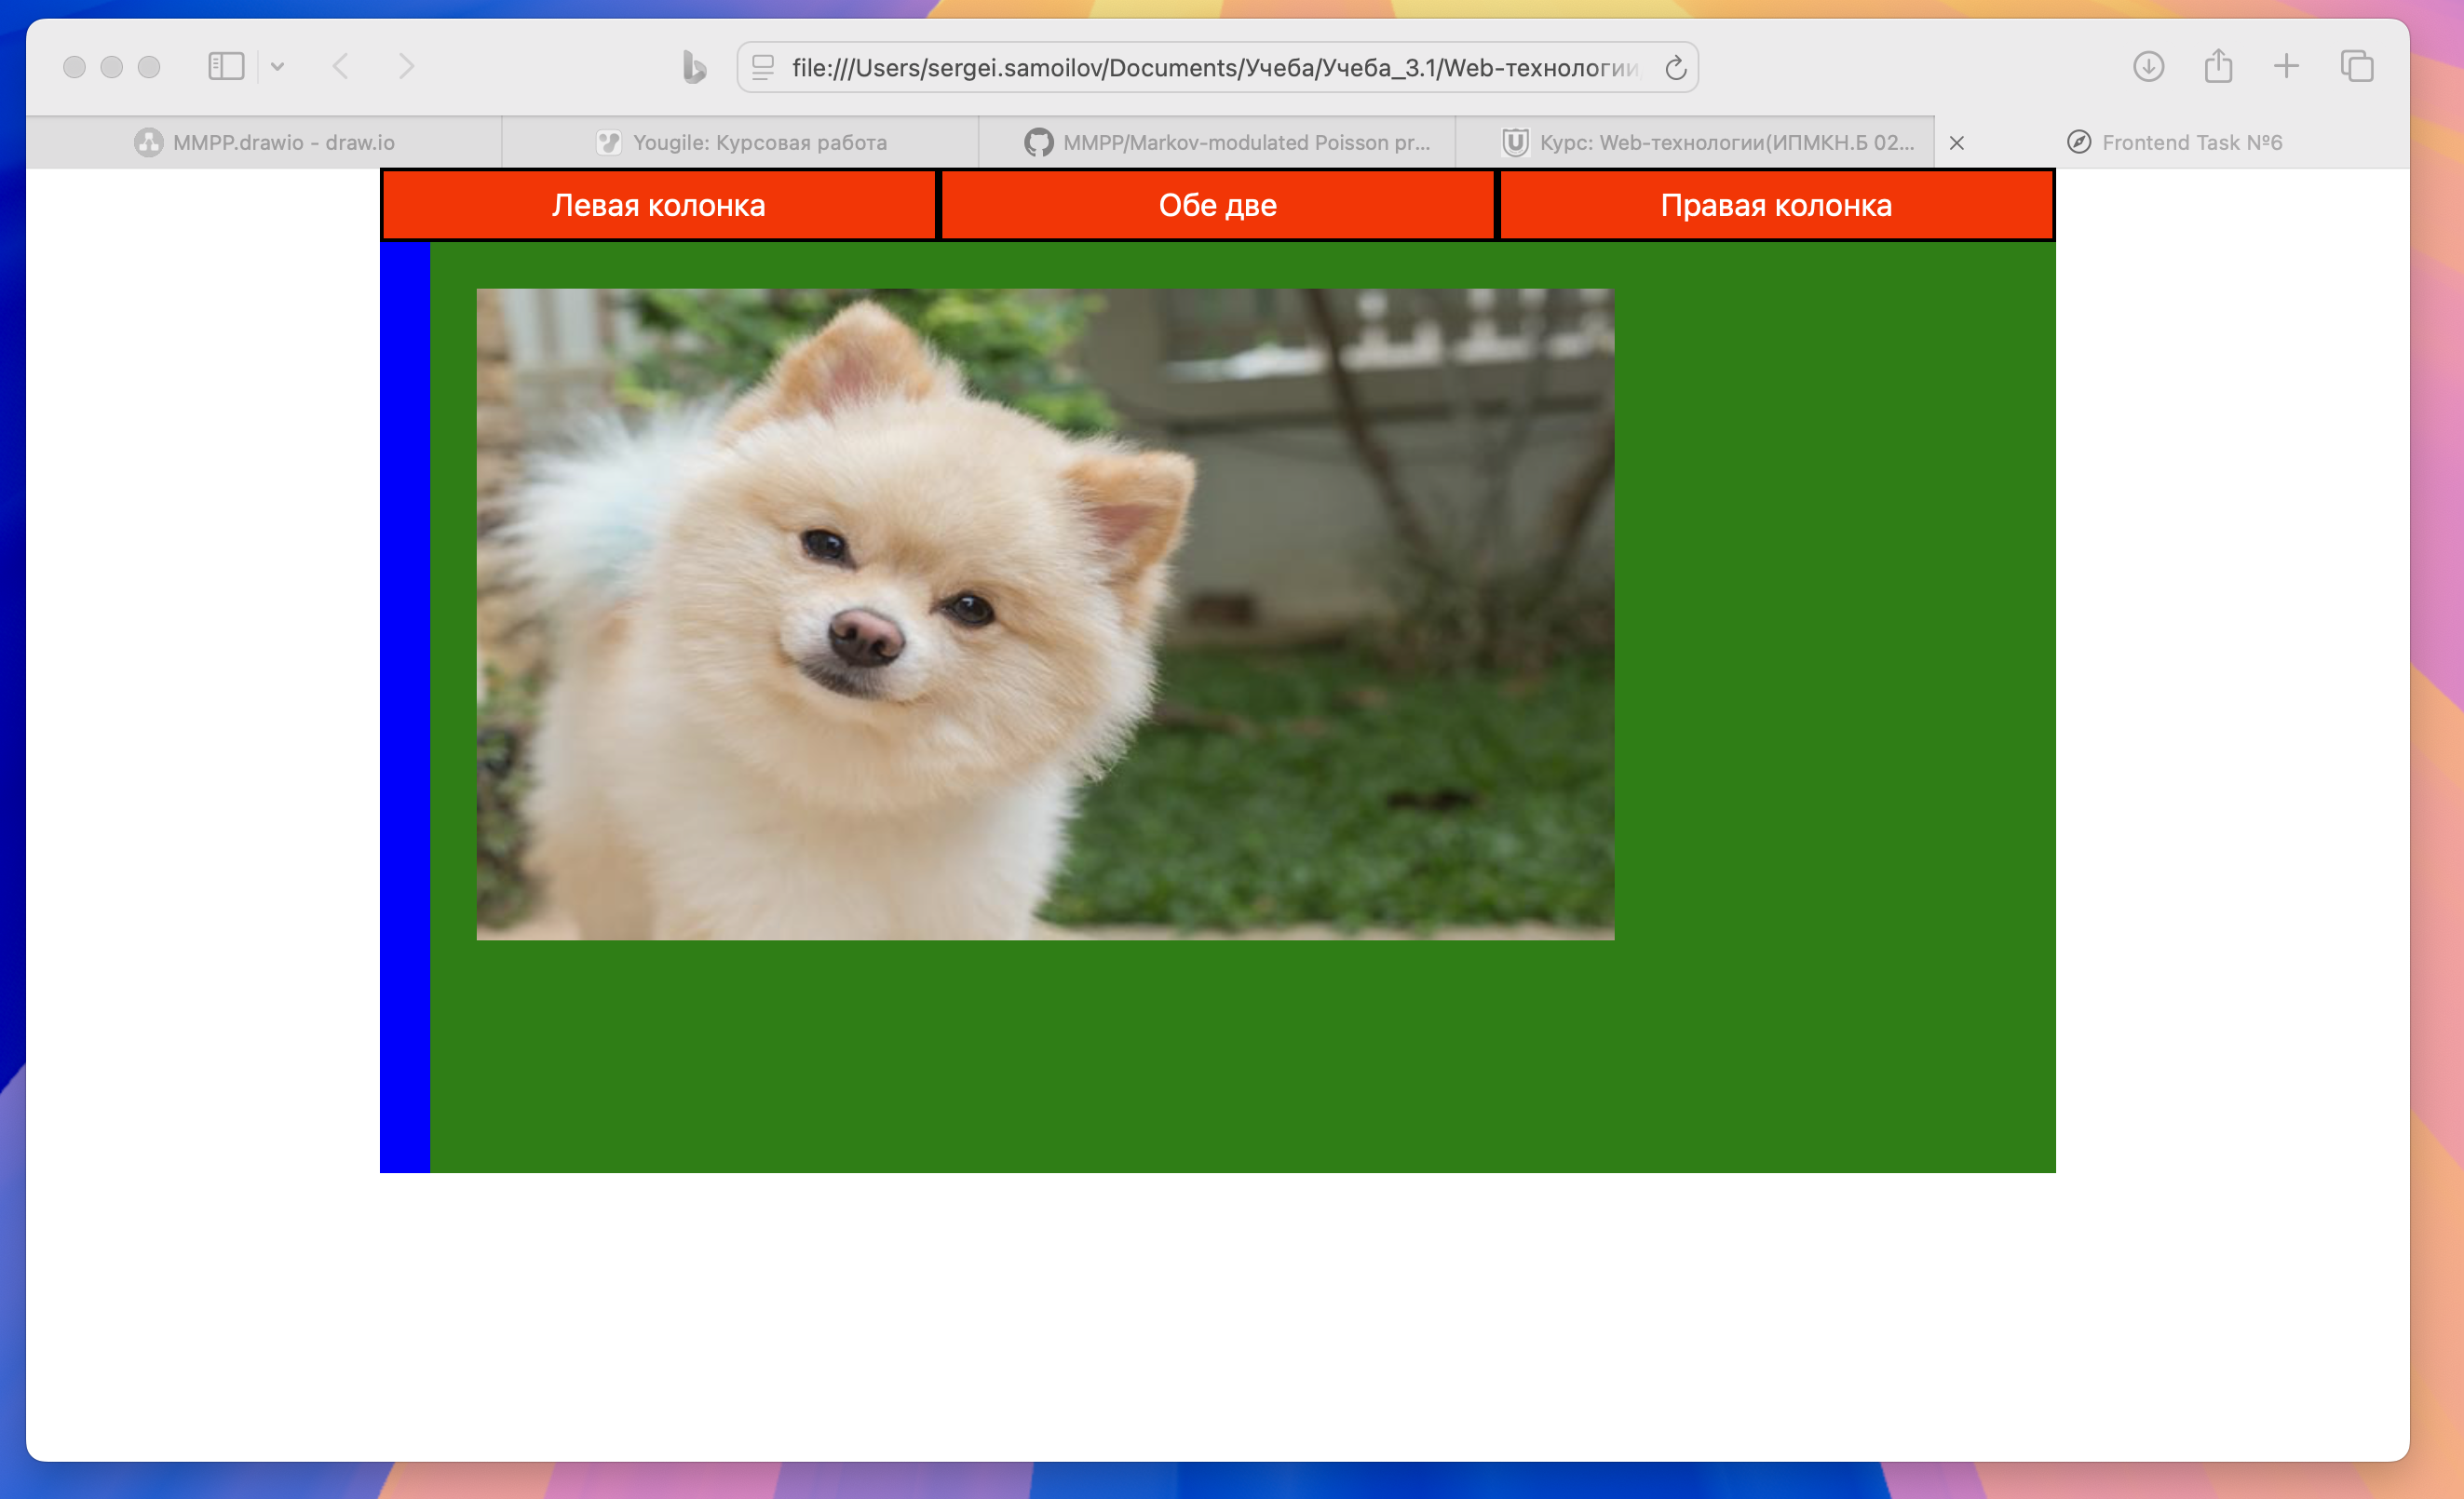 file:///Users/sergei.samoilov/Documents/Учеба/Учеба_3.1/Web-технологии
MMPP.drawio - draw.io
Yougile: Курсовая работа
MMPP/Markov-modulated Poisson pr...
Курс: Web-технологии(ИПМКН.Б 02...
Frontend Task №6
Левая колонка
Обе две
Правая колонка